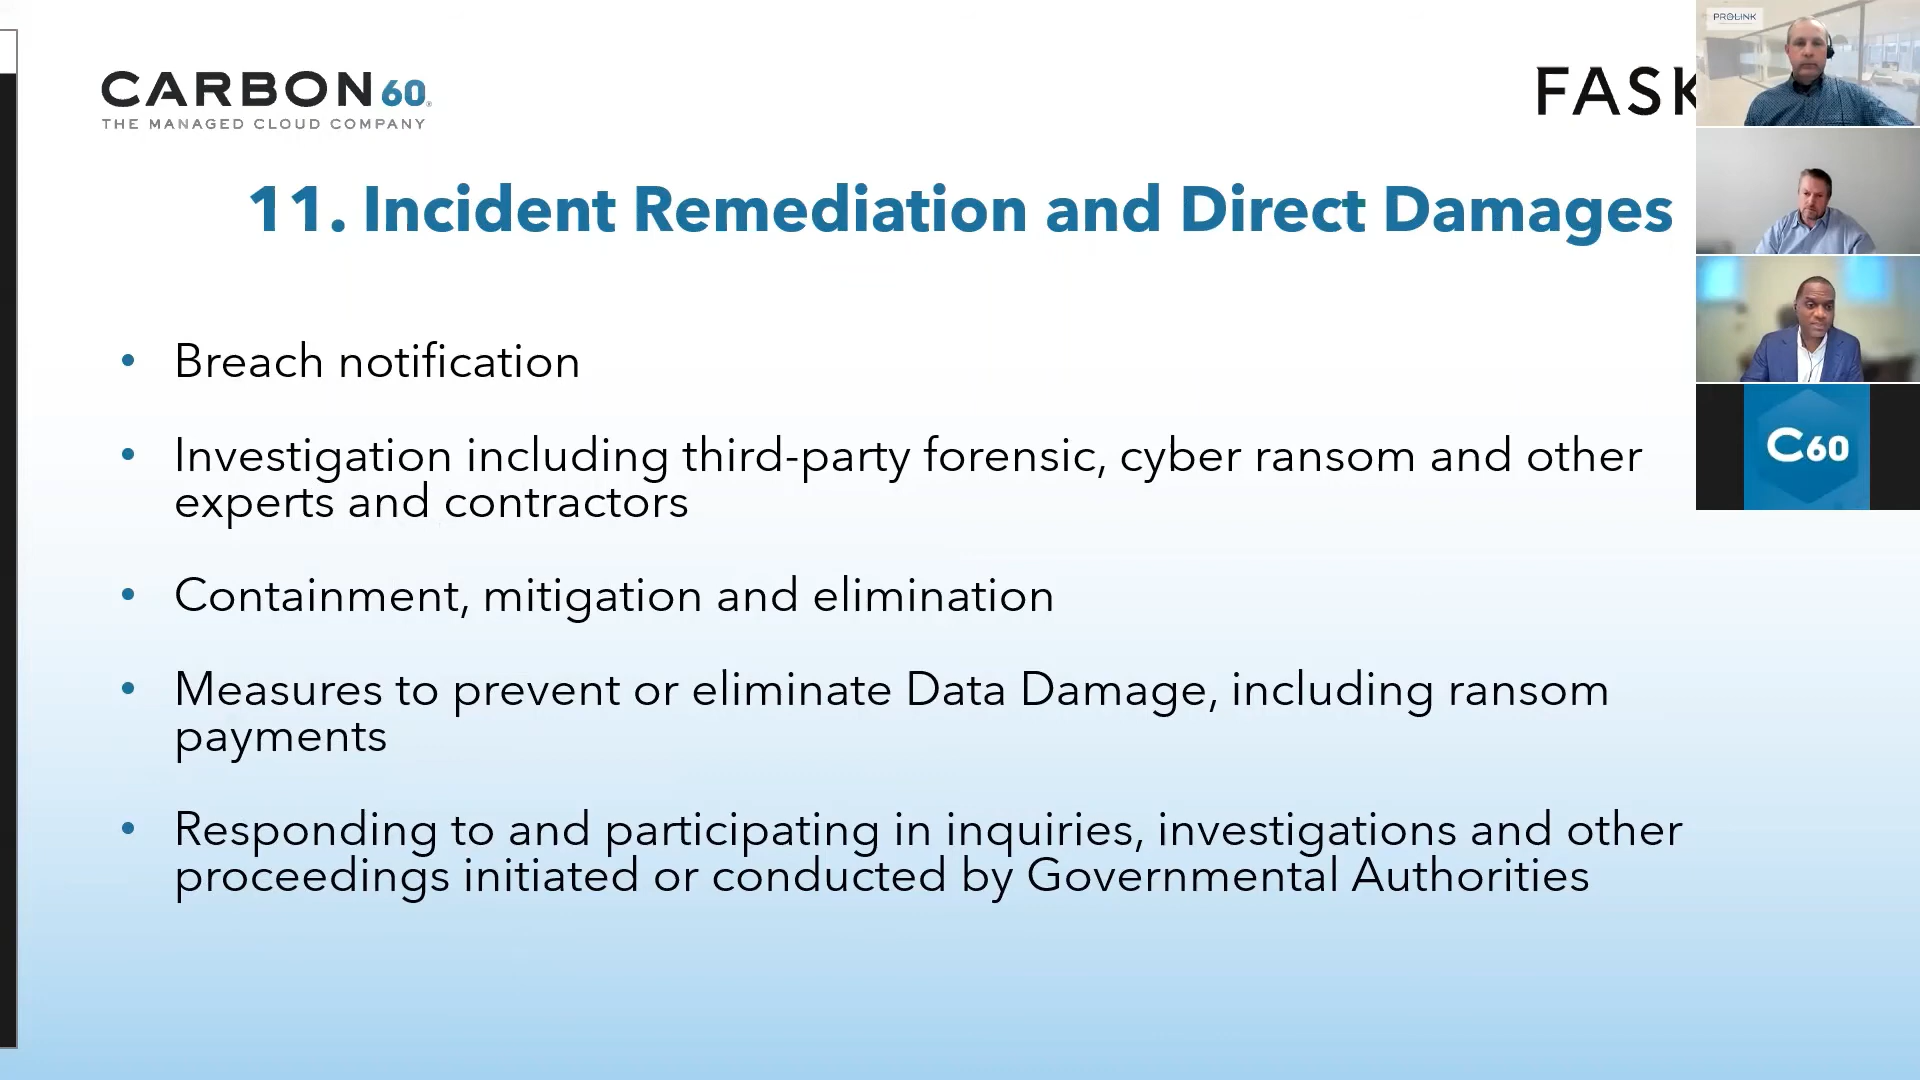 CARBON60®
THE MANAGED CLOUD COMPANY
FASK
PROLINK
11. Incident Remediation and Direct Damages
• Breach notification
• Investigation including third-party forensic, cyber ransom and other
experts and contractors
• Containment, mitigation and elimination
• Measures to prevent or eliminate Data Damage, including ransom
payments
• Responding to and participating in inquiries, investigations and other
proceedings initiated or conducted by Governmental Authorities
C60